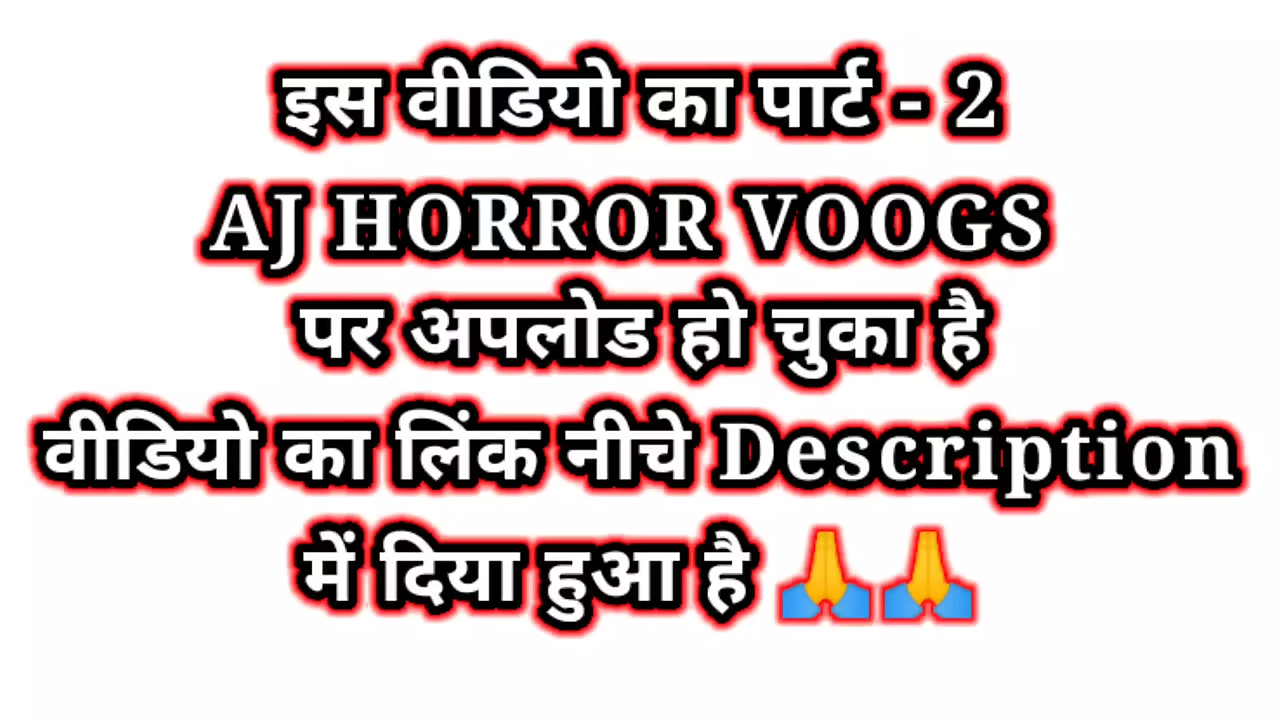 इस वीडियो का पार्ट - 2
AJ HORROR VOOGS
पर अपलोड हो चुका है
वीडियो का लिंक नीचे Description
में दिया हुआ है 🙏🙏